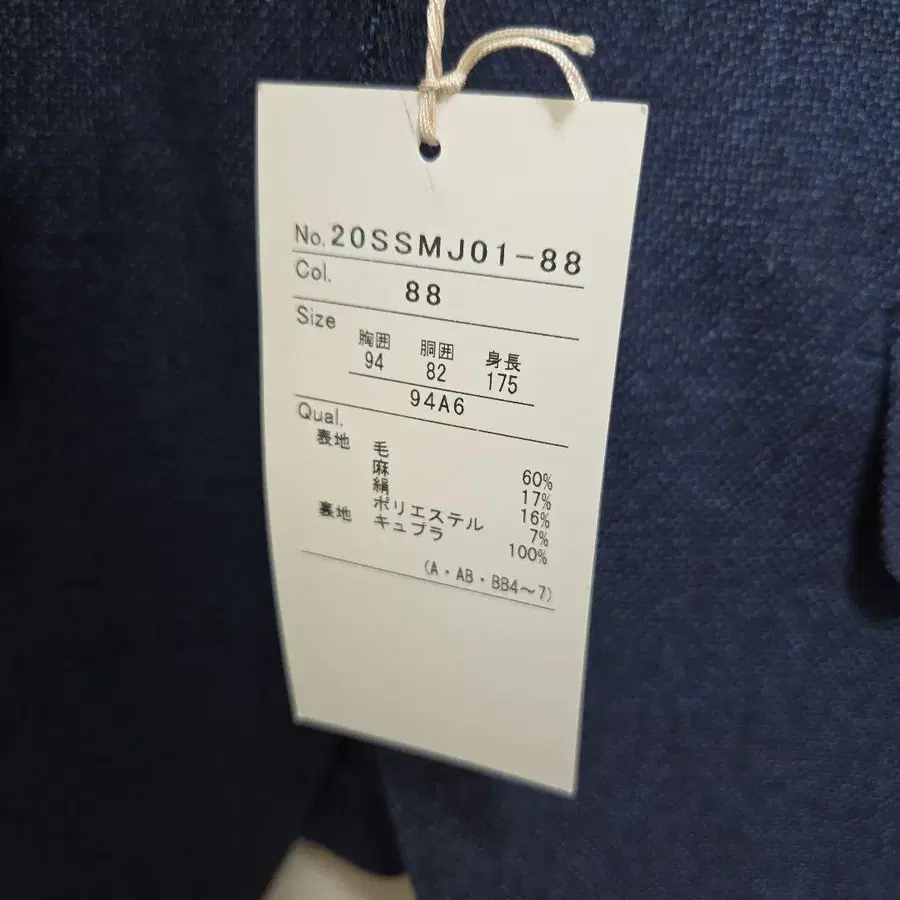 No. 20SSMJ01-88
Col. 88
Size
胸囲 胴囲 身長
94 82 175
94A6
Qual.
表地 毛 60%
麻 17%
絹 16%
ポリエステル 7%
裏地 キュプラ 100%
(A・AB・BB4〜7)